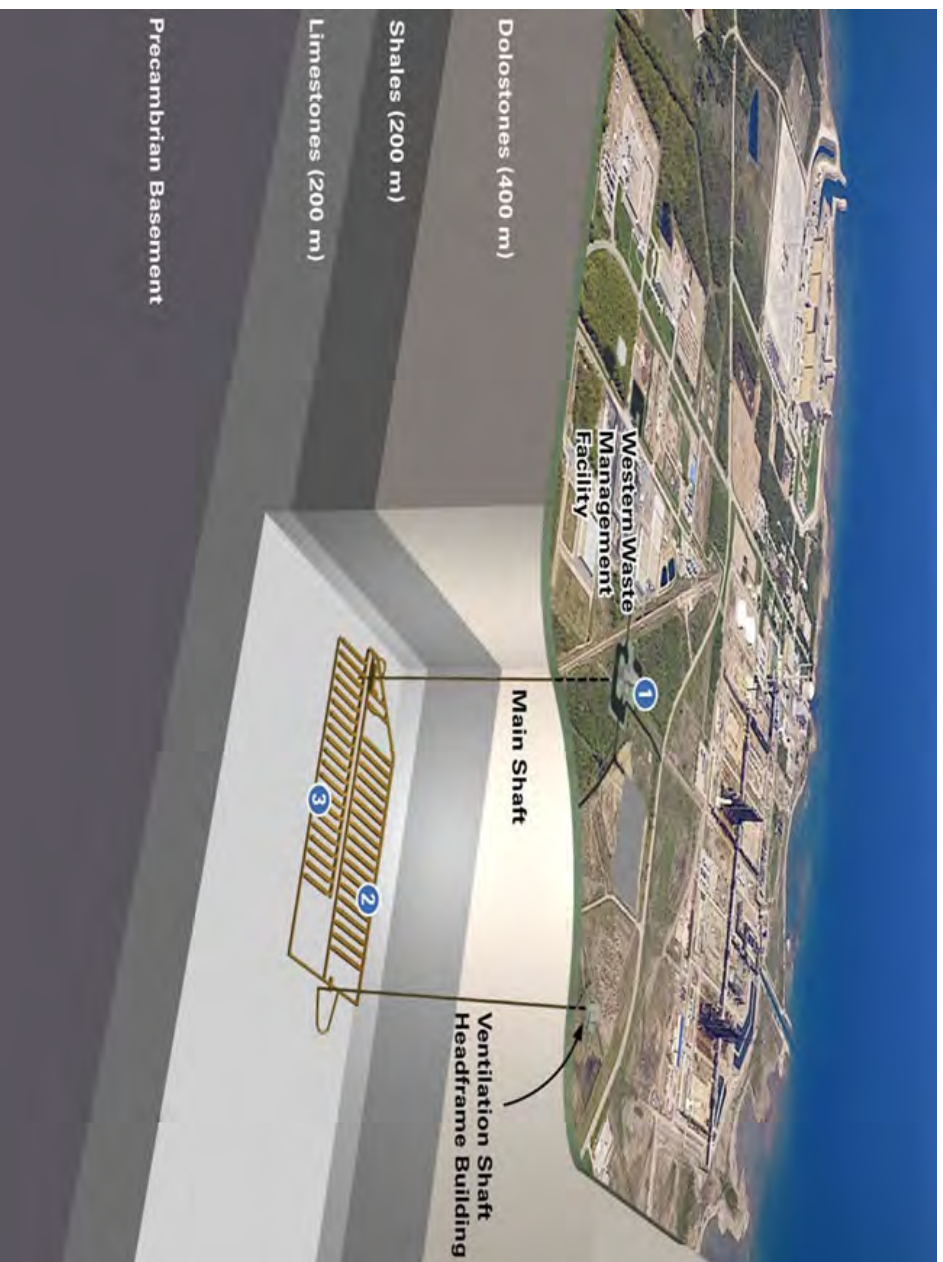 Western Waste
Management
Facility
1
Main Shaft
Ventilation Shaft
Headframe Building
Dolostones (400 m)
Shales (200 m)
Limestones (200 m)
Precambrian Basement
2
3